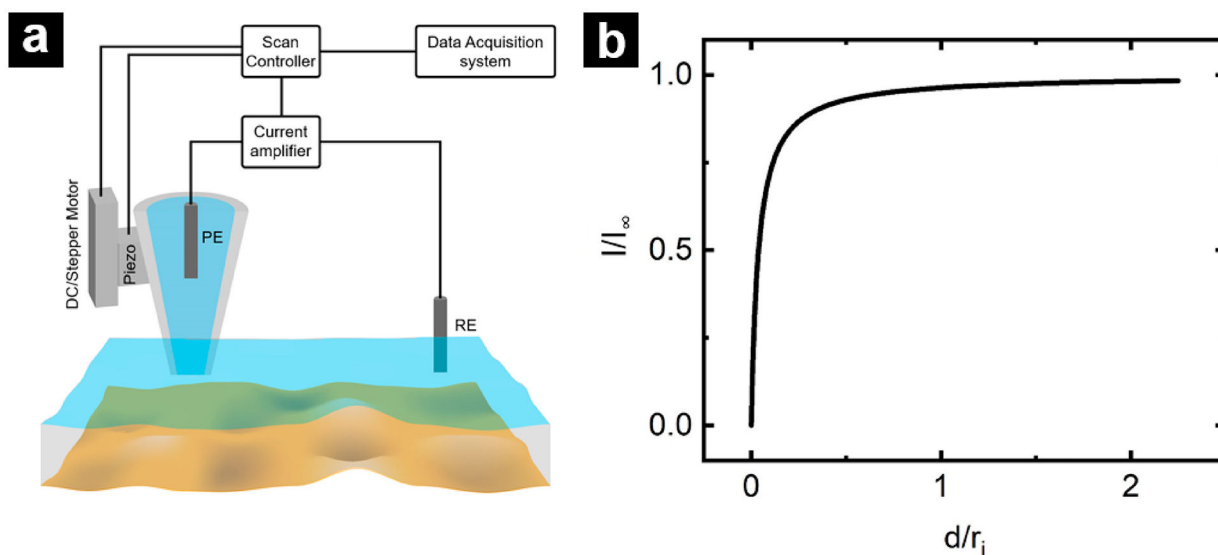 a
Scan
Controller
Data Acquisition
system
Current
amplifier
DC/Stepper Motor
Piezo
PE
RE
b
I/I∞
1.0
0.5
0.0
0
1
2
d/ri